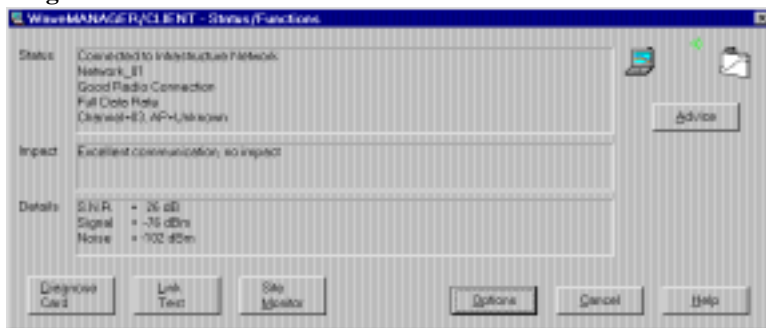 WaveMANAGER/CLIENT - Status/Functions
Status
Connected to Infrastructure Network
Network_01
Good Radio Connection
Full Data Rate
Channel=03, AP=Unknown
Advice
Impact
Excellent communication; no impact
Details
S.N.R. = 26 dB
Signal = -76 dBm
Noise = -102 dBm
Diagnose Card
Link Test
Site Monitor
Options
Cancel
Help